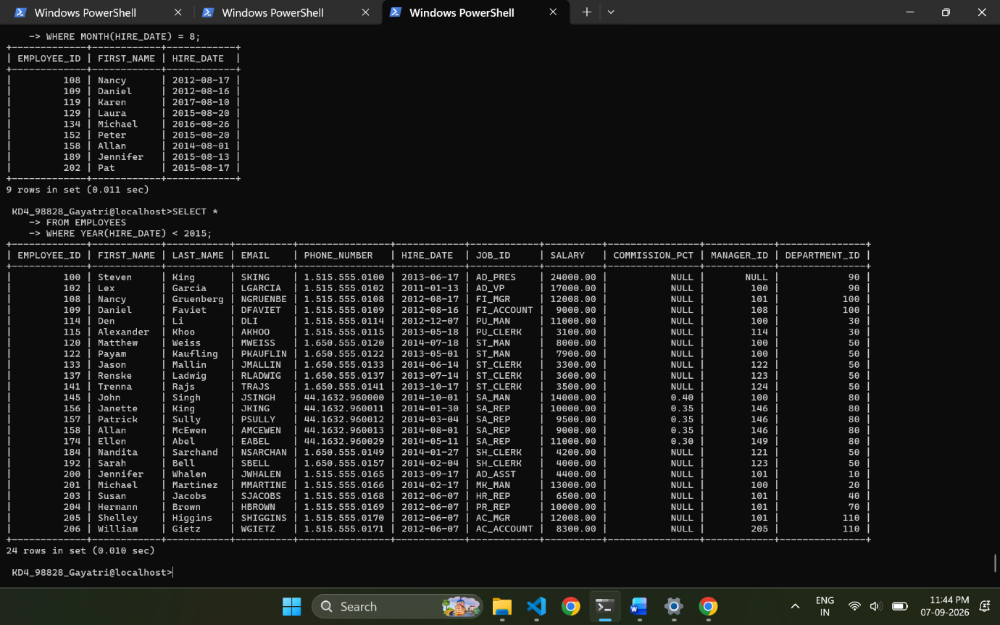 Windows PowerShell
Windows PowerShell
Windows PowerShell
    -> WHERE MONTH(HIRE_DATE) = 8;
+-------------+------------+------------+
| EMPLOYEE_ID | FIRST_NAME | HIRE_DATE  |
+-------------+------------+------------+
|         108 | Nancy      | 2012-08-17 |
|         109 | Daniel     | 2012-08-16 |
|         119 | Karen      | 2017-08-10 |
|         129 | Laura      | 2015-08-20 |
|         134 | Michael    | 2016-08-26 |
|         152 | Peter      | 2015-08-20 |
|         158 | Allan      | 2014-08-01 |
|         189 | Jennifer   | 2015-08-13 |
|         202 | Pat        | 2015-08-17 |
+-------------+------------+------------+
9 rows in set (0.011 sec)
KD4_98828_Gayatri@localhost>SELECT *
    -> FROM EMPLOYEES
    -> WHERE YEAR(HIRE_DATE) < 2015;
+-------------+------------+-----------+----------+----------------+------------+------------+----------+----------------+------------+---------------+
| EMPLOYEE_ID | FIRST_NAME | LAST_NAME | EMAIL    | PHONE_NUMBER   | HIRE_DATE  | JOB_ID     | SALARY   | COMMISSION_PCT | MANAGER_ID | DEPARTMENT_ID |
+-------------+------------+-----------+----------+----------------+------------+------------+----------+----------------+------------+---------------+
|         100 | Steven     | King      | SKING    | 1.515.555.0100 | 2013-06-17 | AD_PRES    | 24000.00 |           NULL |       NULL |            90 |
|         102 | Lex        | Garcia    | LGARCIA  | 1.515.555.0102 | 2011-01-13 | AD_VP      | 17000.00 |           NULL |        100 |            90 |
|         108 | Nancy      | Gruenberg | NGRUENBE | 1.515.555.0108 | 2012-08-17 | FI_MGR     | 12008.00 |           NULL |        101 |           100 |
|         109 | Daniel     | Faviet    | DFAVIET  | 1.515.555.0109 | 2012-08-16 | FI_ACCOUNT |  9000.00 |           NULL |        108 |           100 |
|         114 | Den        | Li        | DLI      | 1.515.555.0114 | 2012-12-07 | PU_MAN     | 11000.00 |           NULL |        100 |            30 |
|         115 | Alexander  | Khoo      | AKHOO    | 1.515.555.0115 | 2013-05-18 | PU_CLERK   |  3100.00 |           NULL |        114 |            30 |
|         120 | Matthew    | Weiss     | MWEISS   | 1.650.555.0120 | 2014-07-18 | ST_MAN     |  8000.00 |           NULL |        100 |            50 |
|         122 | Payam      | Kaufling  | PKAUFLIN | 1.650.555.0122 | 2013-05-01 | ST_MAN     |  7900.00 |           NULL |        100 |            50 |
|         133 | Jason      | Mallin    | JMALLIN  | 1.650.555.0133 | 2014-06-14 | ST_CLERK   |  3300.00 |           NULL |        122 |            50 |
|         137 | Renske     | Ladwig    | RLADWIG  | 1.650.555.0137 | 2013-07-14 | ST_CLERK   |  3600.00 |           NULL |        123 |            50 |
|         141 | Trenna     | Rajs      | TRAJS    | 1.650.555.0141 | 2013-10-17 | ST_CLERK   |  3500.00 |           NULL |        124 |            50 |
|         145 | John       | Singh     | JSINGH   | 44.1632.960000 | 2014-10-01 | SA_MAN     | 14000.00 |           0.40 |        100 |            80 |
|         156 | Janette    | King      | JKING    | 44.1632.960011 | 2014-01-30 | SA_REP     | 10000.00 |           0.35 |        146 |            80 |
|         157 | Patrick    | Sully     | PSULLY   | 44.1632.960012 | 2014-03-04 | SA_REP     |  9500.00 |           0.35 |        146 |            80 |
|         158 | Allan      | McEwen    | AMCEWEN  | 44.1632.960013 | 2014-08-01 | SA_REP     |  9000.00 |           0.35 |        146 |            80 |
|         174 | Ellen      | Abel      | EABEL    | 44.1632.960029 | 2014-05-11 | SA_REP     | 11000.00 |           0.30 |        149 |            80 |
|         184 | Nandita    | Sarchand  | NSARCHAN | 1.650.555.0149 | 2014-01-27 | SH_CLERK   |  4200.00 |           NULL |        121 |            50 |
|         192 | Sarah      | Bell      | SBELL    | 1.650.555.0157 | 2014-02-04 | SH_CLERK   |  4000.00 |           NULL |        123 |            50 |
|         200 | Jennifer   | Whalen    | JWHALEN  | 1.515.555.0165 | 2013-09-17 | AD_ASST    |  4400.00 |           NULL |        101 |            10 |
|         201 | Michael    | Martinez  | MMARTINE | 1.515.555.0166 | 2014-02-17 | MK_MAN     | 13000.00 |           NULL |        100 |            20 |
|         203 | Susan      | Jacobs    | SJACOBS  | 1.515.555.0168 | 2012-06-07 | HR_REP     |  6500.00 |           NULL |        101 |            40 |
|         204 | Hermann    | Brown     | HBROWN   | 1.515.555.0169 | 2012-06-07 | PR_REP     | 10000.00 |           NULL |        101 |            70 |
|         205 | Shelley    | Higgins   | SHIGGINS | 1.515.555.0170 | 2012-06-07 | AC_MGR     | 12008.00 |           NULL |        101 |           110 |
|         206 | William    | Gietz     | WGIETZ   | 1.515.555.0171 | 2012-06-07 | AC_ACCOUNT |  8300.00 |           NULL |        205 |           110 |
+-------------+------------+-----------+----------+----------------+------------+------------+----------+----------------+------------+---------------+
24 rows in set (0.010 sec)
KD4_98828_Gayatri@localhost>
Search
ENG
IN
11:44 PM
07-09-2026